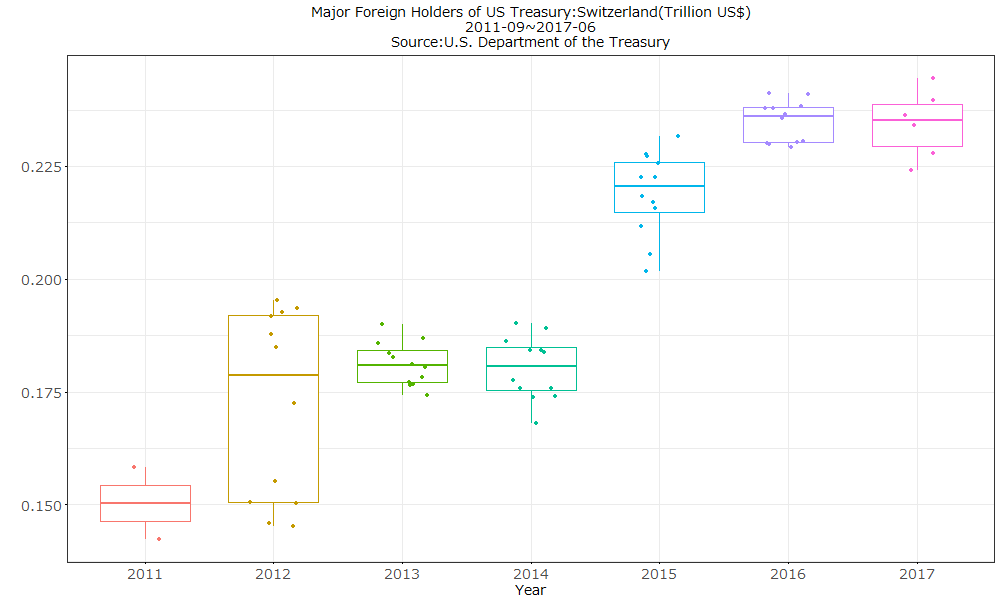 Major Foreign Holders of US Treasury:Switzerland(Trillion US$)
2011-09~2017-06
Source:U.S. Department of the Treasury
0.225
0.200
0.175
0.150
2011 2012 2013 2014 2015 2016 2017
Year